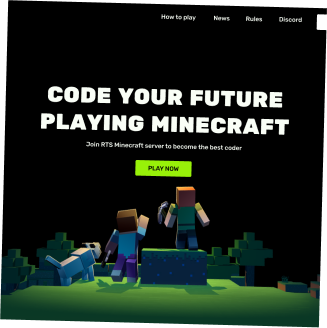 How to play News Rules Discord
CODE YOUR FUTURE
PLAYING MINECRAFT
Join RTS Minecraft server to become the best coder
PLAY NOW